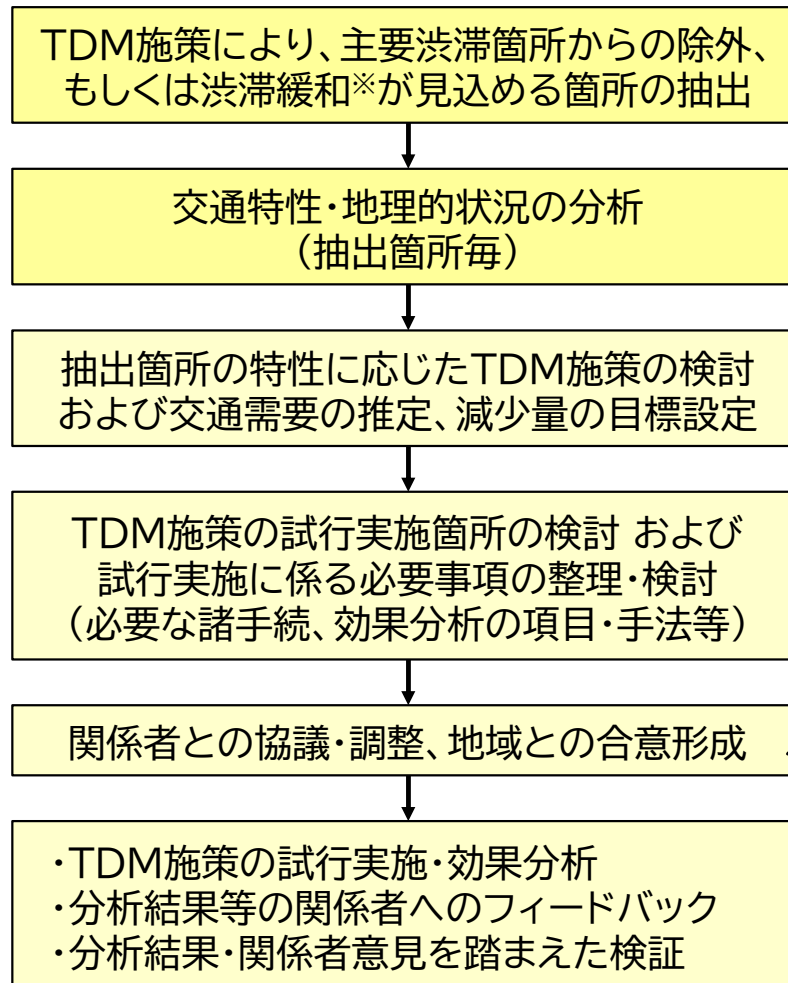 TDM施策により、主要渋滞箇所からの除外、
もしくは渋滞緩和※が見込める箇所の抽出
交通特性・地理的状況の分析
（抽出箇所毎）
抽出箇所の特性に応じたTDM施策の検討
および交通需要の推定、減少量の目標設定
TDM施策の試行実施箇所の検討 および
試行実施に係る必要事項の整理・検討
（必要な諸手続、効果分析の項目・手法等）
関係者との協議・調整、地域との合意形成
・TDM施策の試行実施・効果分析
・分析結果等の関係者へのフィードバック
・分析結果・関係者意見を踏まえた検証